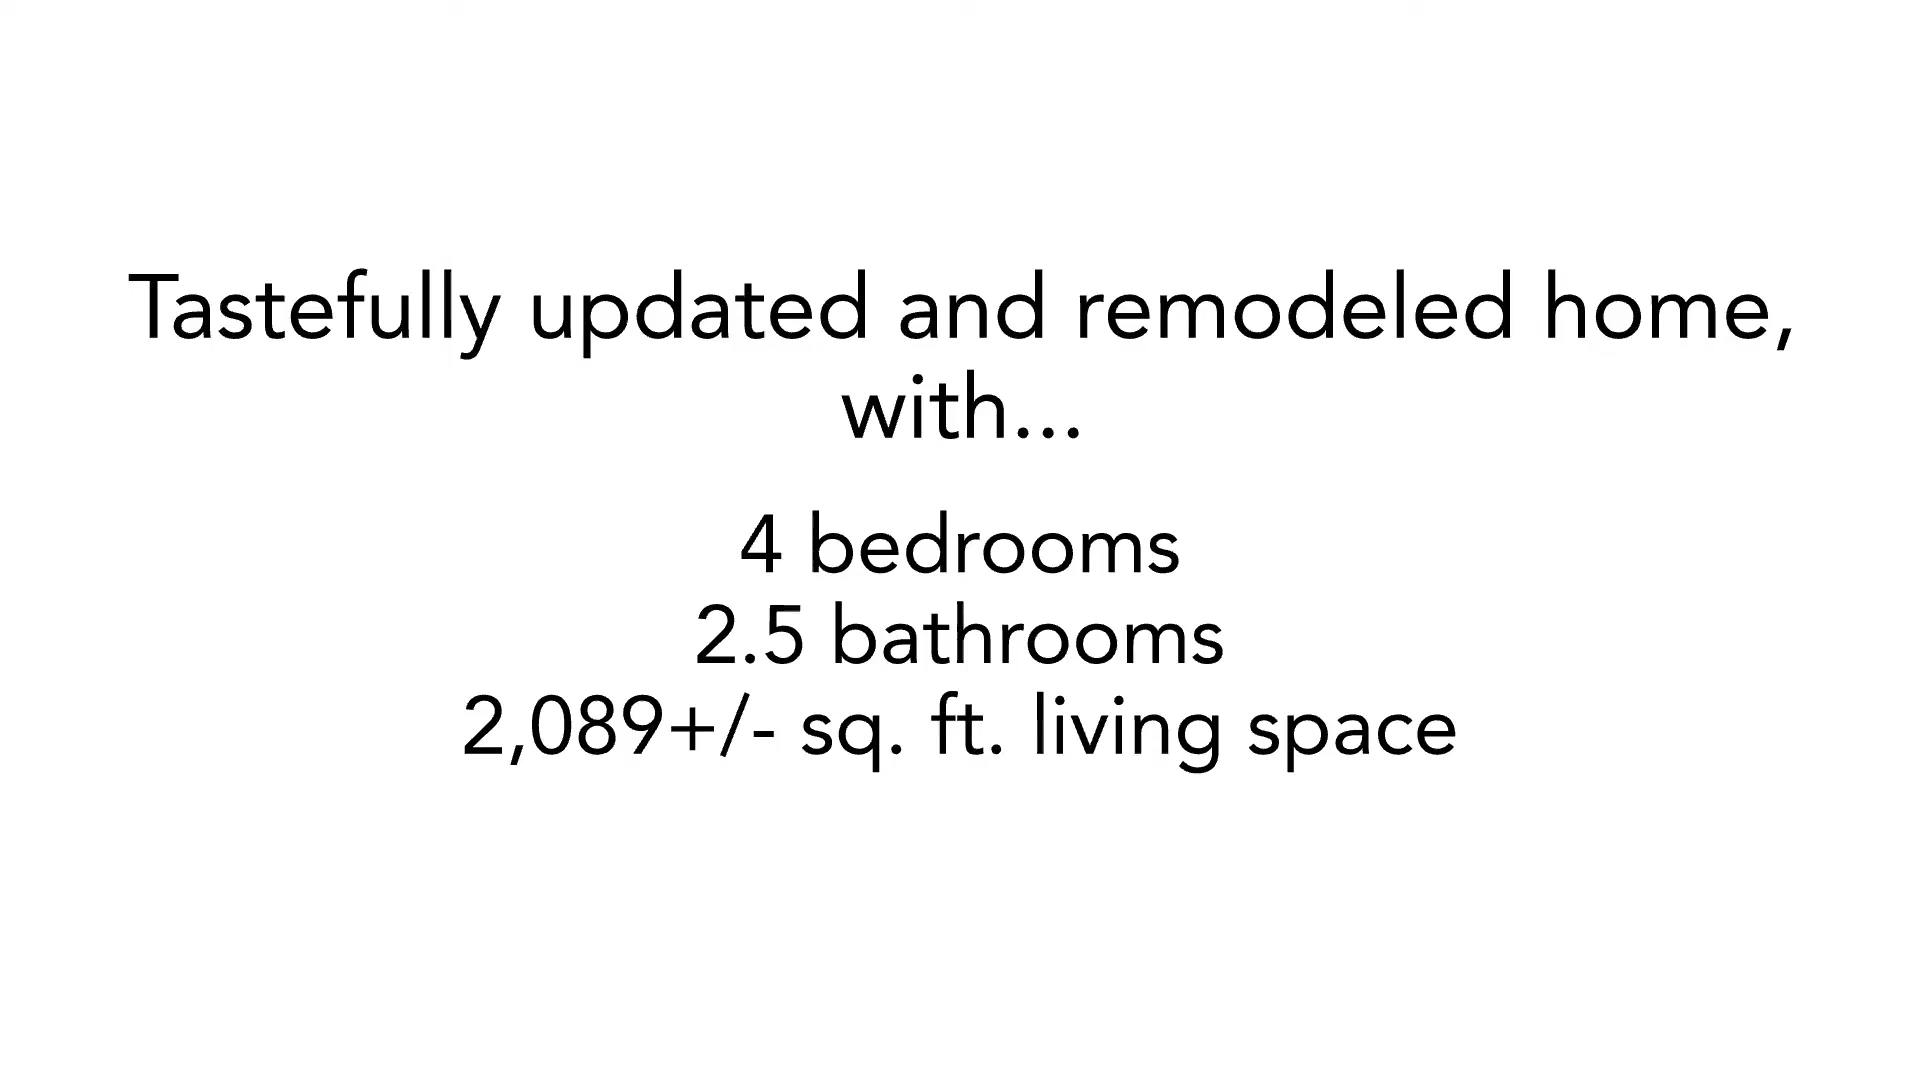 Tastefully updated and remodeled home,
with...
4 bedrooms
2.5 bathrooms
2,089+/- sq. ft. living space